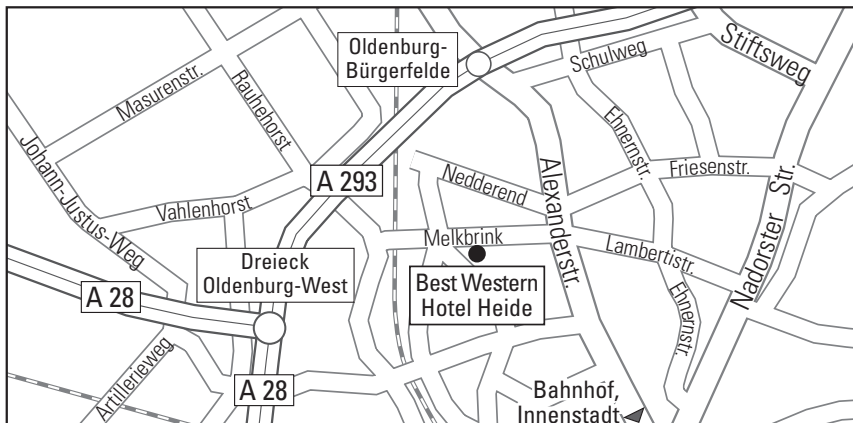 Oldenburg-
Bürgerfelde
Stiftsweg
Schulweg
Masurenstr.
Rauhehorst
Ehnernstr.
Johann-Justus-Weg
A 293
Alexanderstr.
Nedderend
Friesenstr.
Nadorster Str.
Vahlenhorst
Melkbrink
Lambertistr.
Dreieck
Oldenburg-West
A 28
Best Western
Hotel Heide
Ehnernstr.
Artillerieweg
A 28
Bahnhof,
Innenstadt